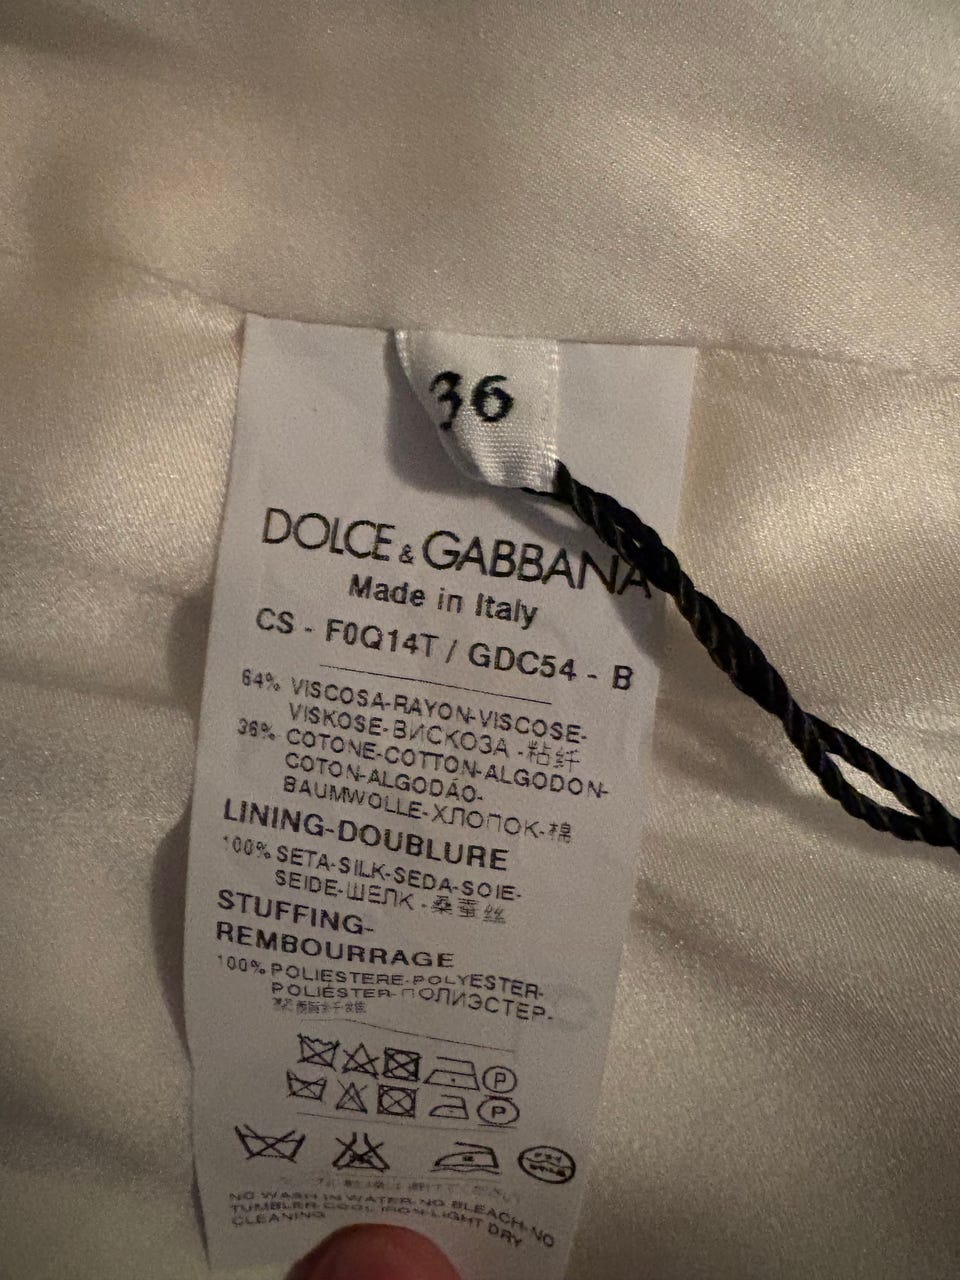 36
DOLCE & GABBANA
Made in Italy
CS - F0Q14T / GDC54 - B
64% VISCOSA-RAYON-VISCOSE-
VISKOSE-ВИСКОЗА-粘纤
36% COTONE-COTTON-ALGODON-
COTON-ALGODÃO-
BAUMWOLLE-ХЛОПОК-棉
LINING-DOUBLURE
100% SETA-SILK-SEDA-SOIE-
SEIDE-ШЕЛК-桑蚕丝
STUFFING-
REMBOURRAGE
100% POLIESTERE-POLYESTER-
POLIÉSTER-ПОЛИЭСТЕР-
P
P
NO WASH IN WATER-NO BLEACH-NO
TUMBLER-COOL IRON-LIGHT DRY
CLEANING